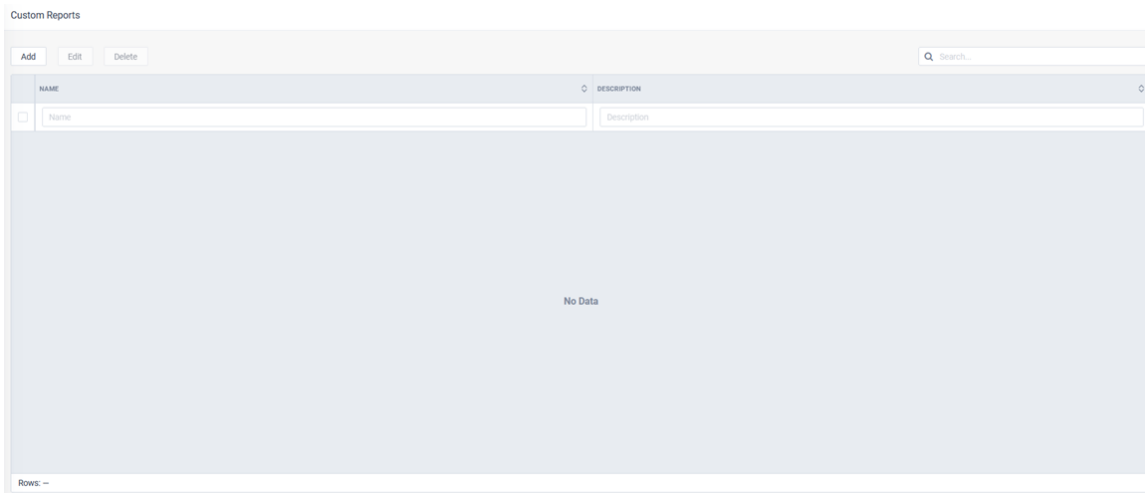 Custom Reports
Add Edit Delete Search...
NAME DESCRIPTION
Name Description
No Data
Rows: —